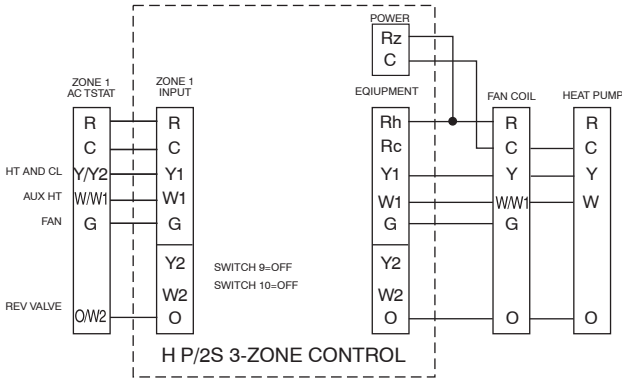 POWER
Rz
C
ZONE 1
AC TSTAT
R
C
Y/Y2
W/W1
G
O/W2
HT AND CL
AUX HT
FAN
REV VALVE
ZONE 1
INPUT
R
C
Y1
W1
G
Y2
W2
O
SWITCH 9=OFF
SWITCH 10=OFF
EQIUPMENT
Rh
Rc
Y1
W1
G
Y2
W2
O
FAN COIL
R
C
Y
W/W1
G
O
HEAT PUMP
R
C
Y
W
O
H P/2S 3-ZONE CONTROL